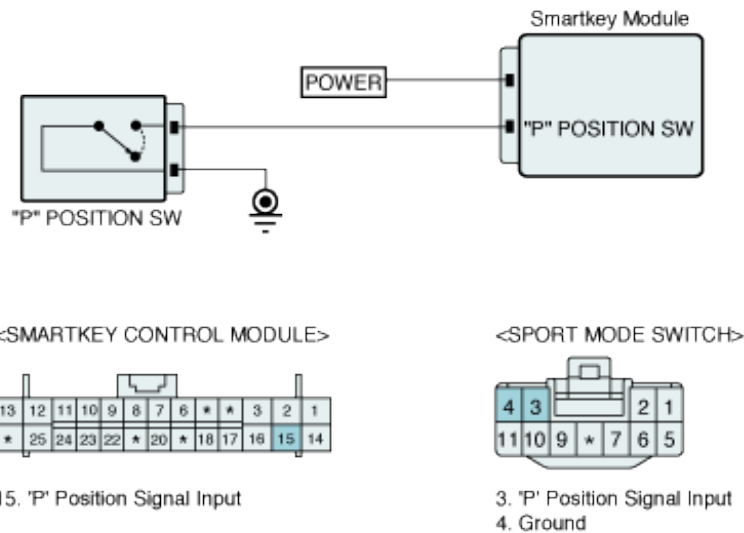 Smartkey Module
POWER
"P" POSITION SW
"P" POSITION SW
<SMARTKEY CONTROL MODULE>
<SPORT MODE SWITCH>
13 12 11 10 9 8 7 6 * * 3 2 1
* 25 24 23 22 * 20 * 18 17 16 15 14
4 3 2 1
11 10 9 * 7 6 5
15. 'P' Position Signal Input
3. 'P' Position Signal Input
4. Ground